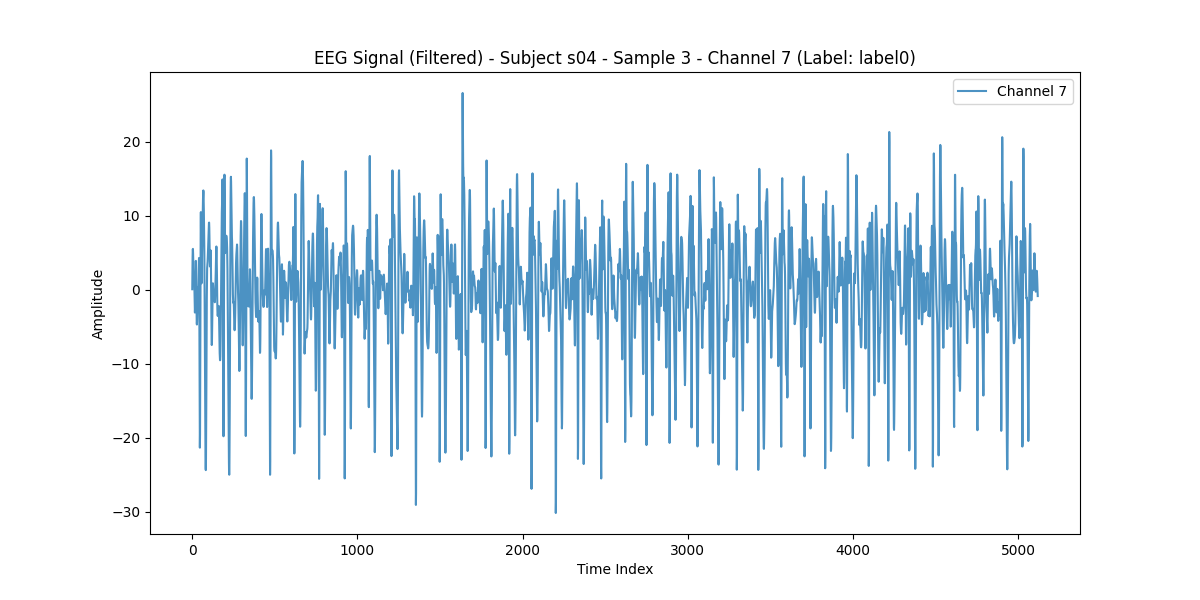 EEG Signal (Filtered) - Subject s04 - Sample 3 - Channel 7 (Label: label0)
Channel 7
20
10
0
−10
−20
−30
Amplitude
0 1000 2000 3000 4000 5000
Time Index